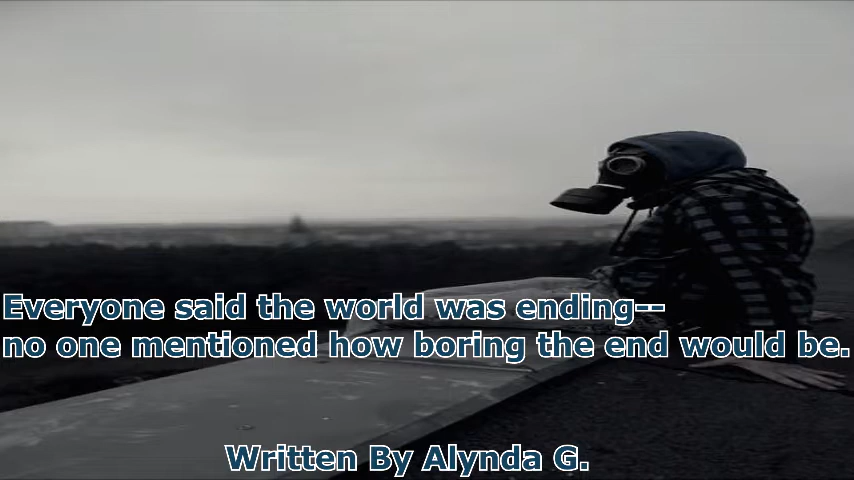 Everyone said the world was ending--
no one mentioned how boring the end would be.
Written By Alynda G.